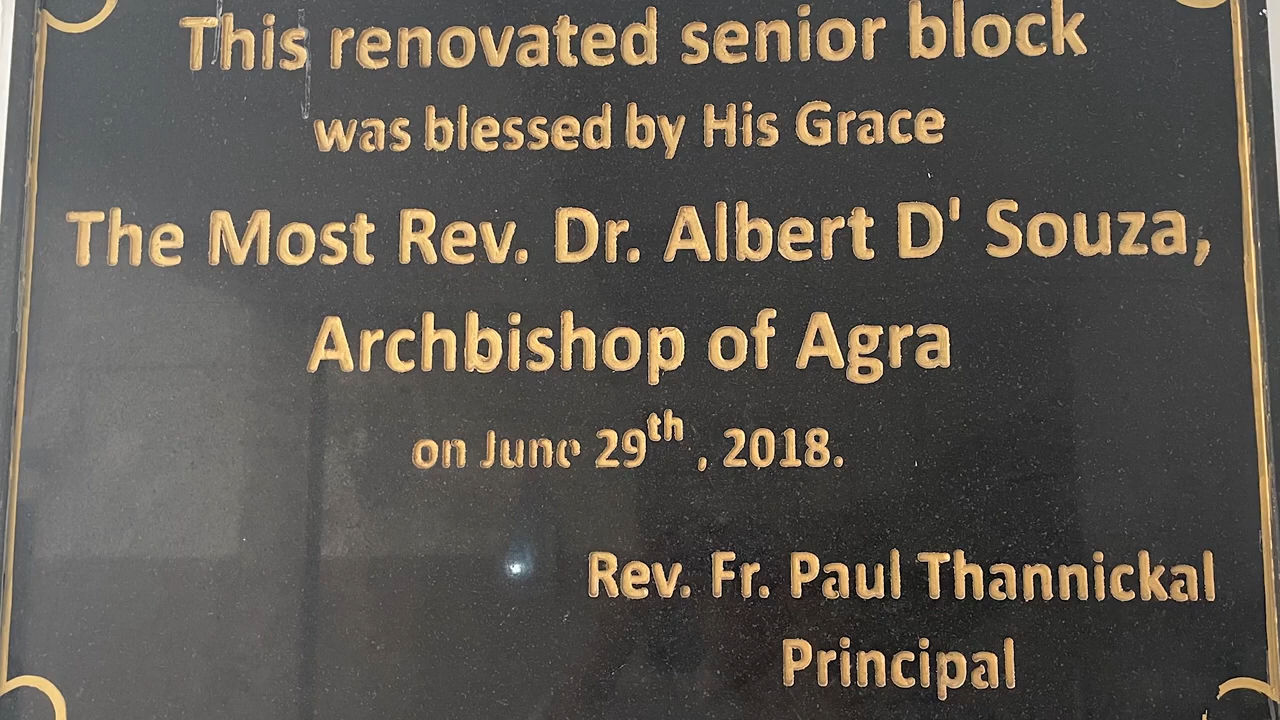 This renovated senior block
was blessed by His Grace
The Most Rev. Dr. Albert D' Souza,
Archbishop of Agra
on June 29th , 2018.
Rev. Fr. Paul Thannickal
Principal